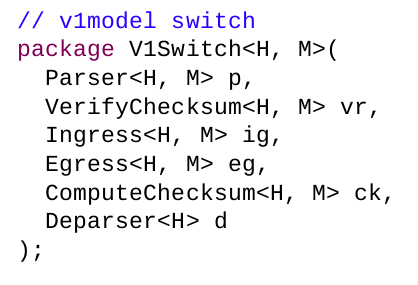 // v1model switch
package V1Switch<H, M>(
  Parser<H, M> p,
  VerifyChecksum<H, M> vr,
  Ingress<H, M> ig,
  Egress<H, M> eg,
  ComputeChecksum<H, M> ck,
  Deparser<H> d
);